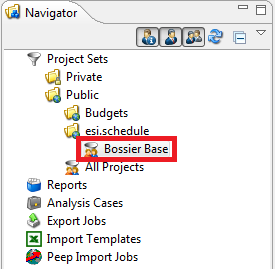 Navigator
Project Sets
Private
Public
Budgets
esi.schedule
Bossier Base
All Projects
Reports
Analysis Cases
Export Jobs
Import Templates
Peep Import Jobs